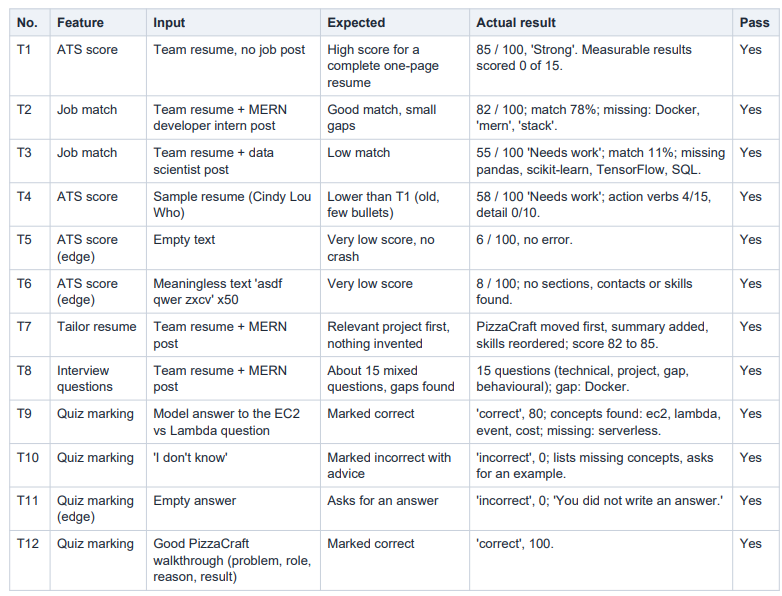 No. Feature Input Expected Actual result Pass
T1 ATS score Team resume, no job post High score for a 85 / 100, 'Strong'. Measurable results Yes
complete one-page scored 0 of 15.
resume
T2 Job match Team resume + MERN Good match, small 82 / 100; match 78%; missing: Docker, Yes
developer intern post gaps 'mern', 'stack'.
T3 Job match Team resume + data Low match 55 / 100 'Needs work'; match 11%; missing Yes
scientist post pandas, scikit-learn, TensorFlow, SQL.
T4 ATS score Sample resume (Cindy Lou Lower than T1 (old, 58 / 100 'Needs work'; action verbs 4/15, Yes
Who) few bullets) detail 0/10.
T5 ATS score Empty text Very low score, no 6 / 100, no error. Yes
(edge) crash
T6 ATS score Meaningless text 'asdf Very low score 8 / 100; no sections, contacts or skills Yes
(edge) qwer zxcv' x50 found.
T7 Tailor resume Team resume + MERN Relevant project first, PizzaCraft moved first, summary added, Yes
post nothing invented skills reordered; score 82 to 85.
T8 Interview Team resume + MERN About 15 mixed 15 questions (technical, project, gap, Yes
questions post questions, gaps found behavioural); gap: Docker.
T9 Quiz marking Model answer to the EC2 Marked correct 'correct', 80; concepts found: ec2, lambda, Yes
vs Lambda question event, cost; missing: serverless.
T10 Quiz marking 'I don't know' Marked incorrect with 'incorrect', 0; lists missing concepts, asks Yes
advice for an example.
T11 Quiz marking Empty answer Asks for an answer 'incorrect', 0; 'You did not write an answer.' Yes
(edge)
T12 Quiz marking Good PizzaCraft Marked correct 'correct', 100. Yes
walkthrough (problem, role,
reason, result)